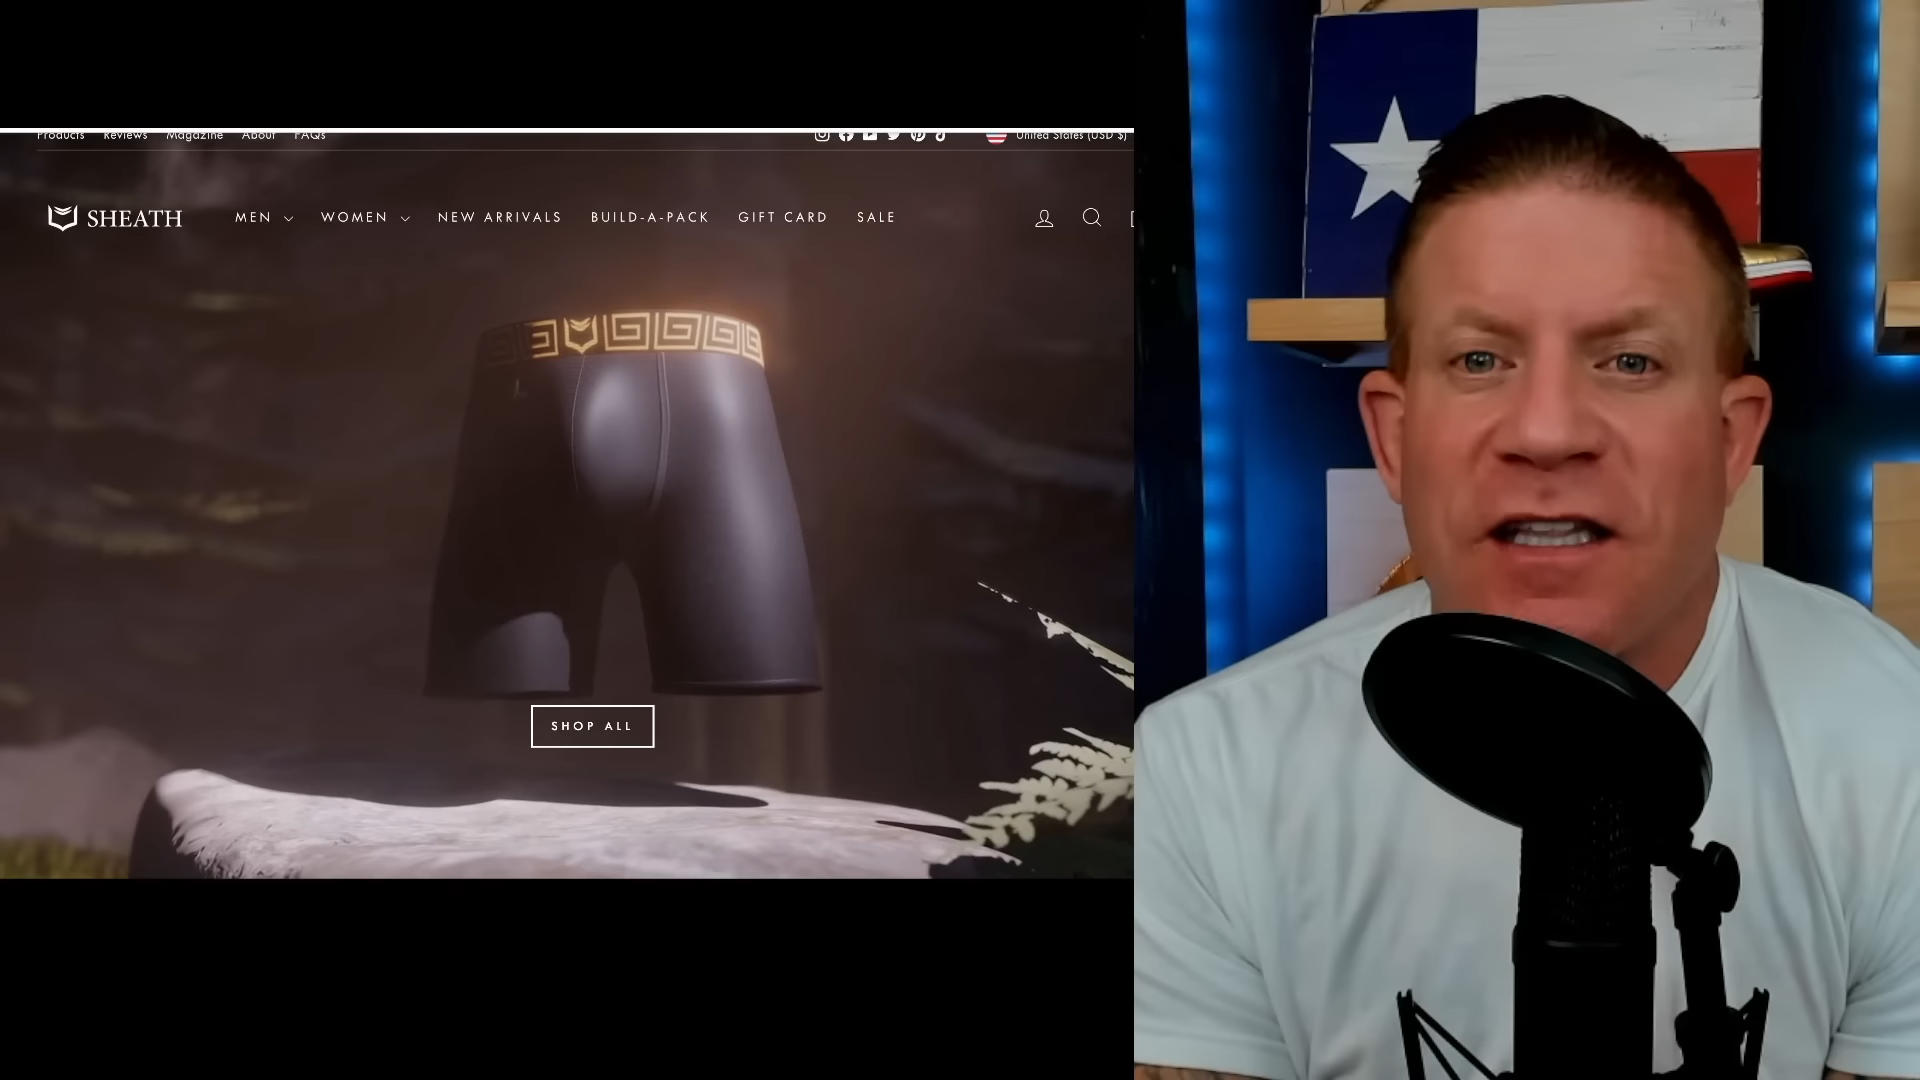 Products Reviews Magazine About FAQs United States (USD $)
SHEATH MEN WOMEN NEW ARRIVALS BUILD-A-PACK GIFT CARD SALE
SHOP ALL